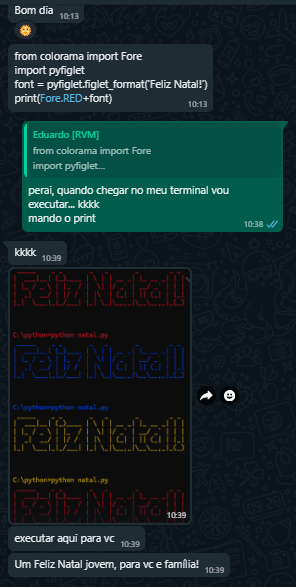 Bom dia
10:13
from colorama import Fore
import pyfiglet
font = pyfiglet.figlet_format('Feliz Natal!')
print(Fore.RED+font)
10:13
Eduardo [RVM]
from colorama import Fore
import pyfiglet...
perai, quando chegar no meu terminal vou
executar... kkkk
mando o print
10:38
kkkk
10:39
Feliz Natal!
C:\python>python natal.py
Feliz Natal!
C:\python>python natal.py
Feliz Natal!
C:\python>python natal.py
Feliz Natal!
10:39
executar aqui para vc
10:39
Um Feliz Natal jovem, para vc e família!
10:39